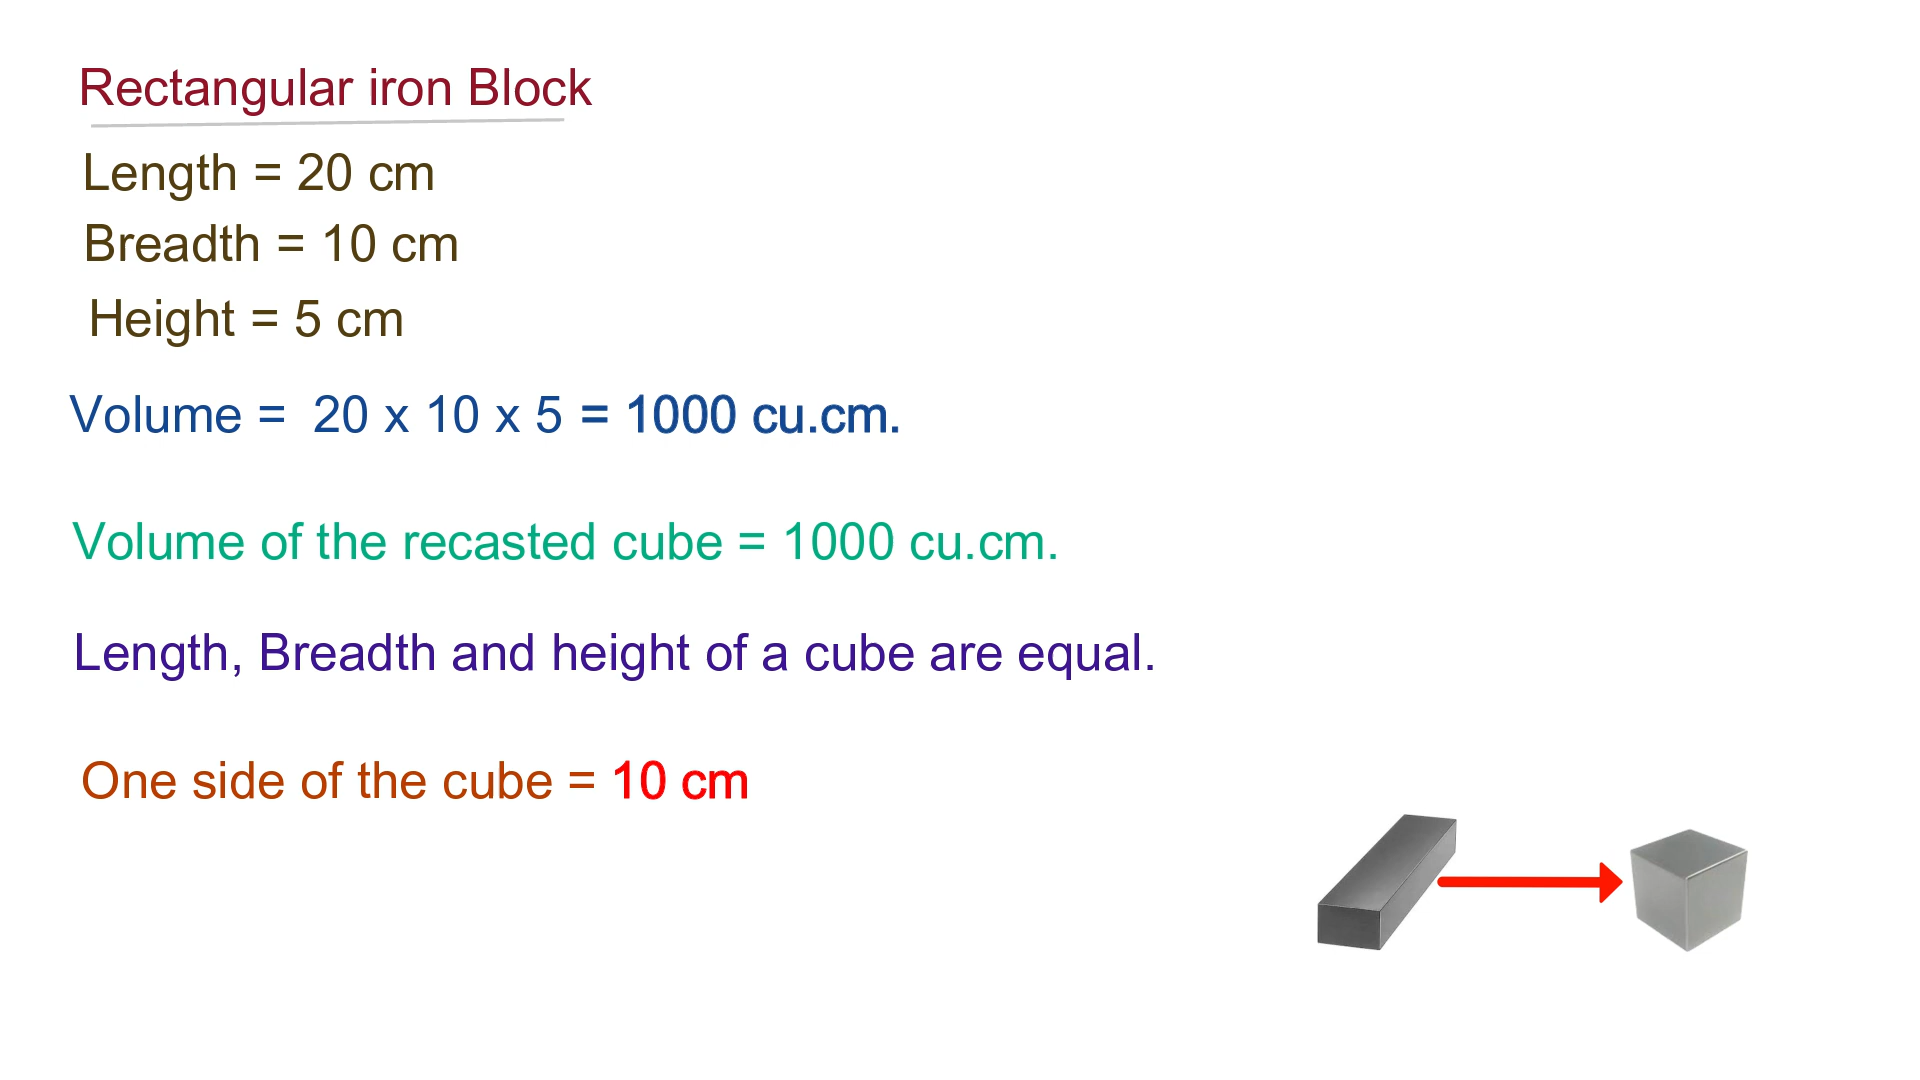 Rectangular iron Block
Length = 20 cm
Breadth = 10 cm
Height = 5 cm
Volume = 20 x 10 x 5 = 1000 cu.cm.
Volume of the recasted cube = 1000 cu.cm.
Length, Breadth and height of a cube are equal.
One side of the cube = 10 cm